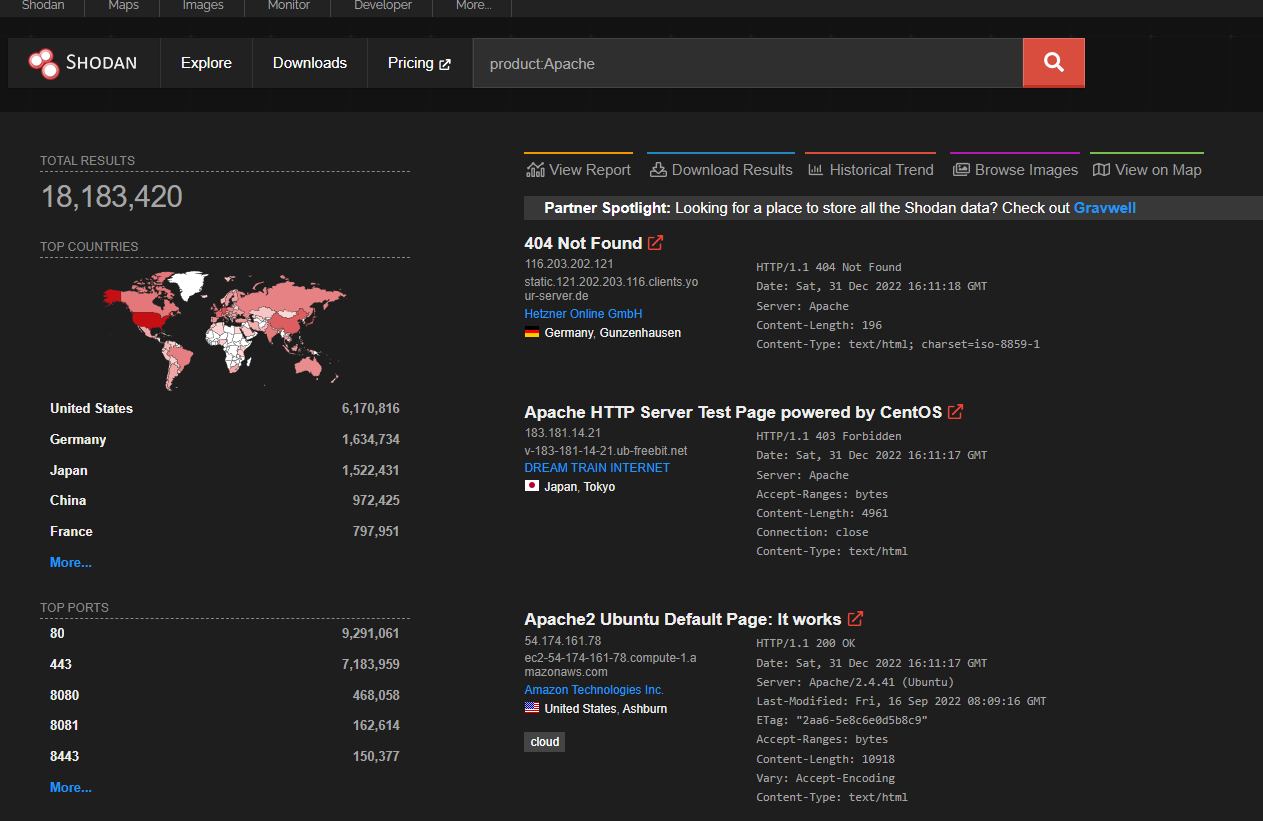 Shodan Maps Images Monitor Developer More...
SHODAN Explore Downloads Pricing product:Apache
TOTAL RESULTS
18,183,420
TOP COUNTRIES
United States 6,170,816
Germany 1,634,734
Japan 1,522,431
China 972,425
France 797,951
More...
TOP PORTS
80 9,291,061
443 7,183,959
8080 468,058
8081 162,614
8443 150,377
More...
View Report Download Results Historical Trend Browse Images View on Map
Partner Spotlight: Looking for a place to store all the Shodan data? Check out Gravwell
404 Not Found
116.203.202.121
static.121.202.203.116.clients.yo
ur-server.de
Hetzner Online GmbH
Germany, Gunzenhausen
HTTP/1.1 404 Not Found
Date: Sat, 31 Dec 2022 16:11:18 GMT
Server: Apache
Content-Length: 196
Content-Type: text/html; charset=iso-8859-1
Apache HTTP Server Test Page powered by CentOS
183.181.14.21
v-183-181-14-21.ub-freebit.net
DREAM TRAIN INTERNET
Japan, Tokyo
HTTP/1.1 403 Forbidden
Date: Sat, 31 Dec 2022 16:11:17 GMT
Server: Apache
Accept-Ranges: bytes
Content-Length: 4961
Connection: close
Content-Type: text/html
Apache2 Ubuntu Default Page: It works
54.174.161.78
ec2-54-174-161-78.compute-1.a
mazonaws.com
Amazon Technologies Inc.
United States, Ashburn
cloud
HTTP/1.1 200 OK
Date: Sat, 31 Dec 2022 16:11:17 GMT
Server: Apache/2.4.41 (Ubuntu)
Last-Modified: Fri, 16 Sep 2022 08:09:16 GMT
ETag: "2aa6-5e8c6e0d5b8c9"
Accept-Ranges: bytes
Content-Length: 10918
Vary: Accept-Encoding
Content-Type: text/html